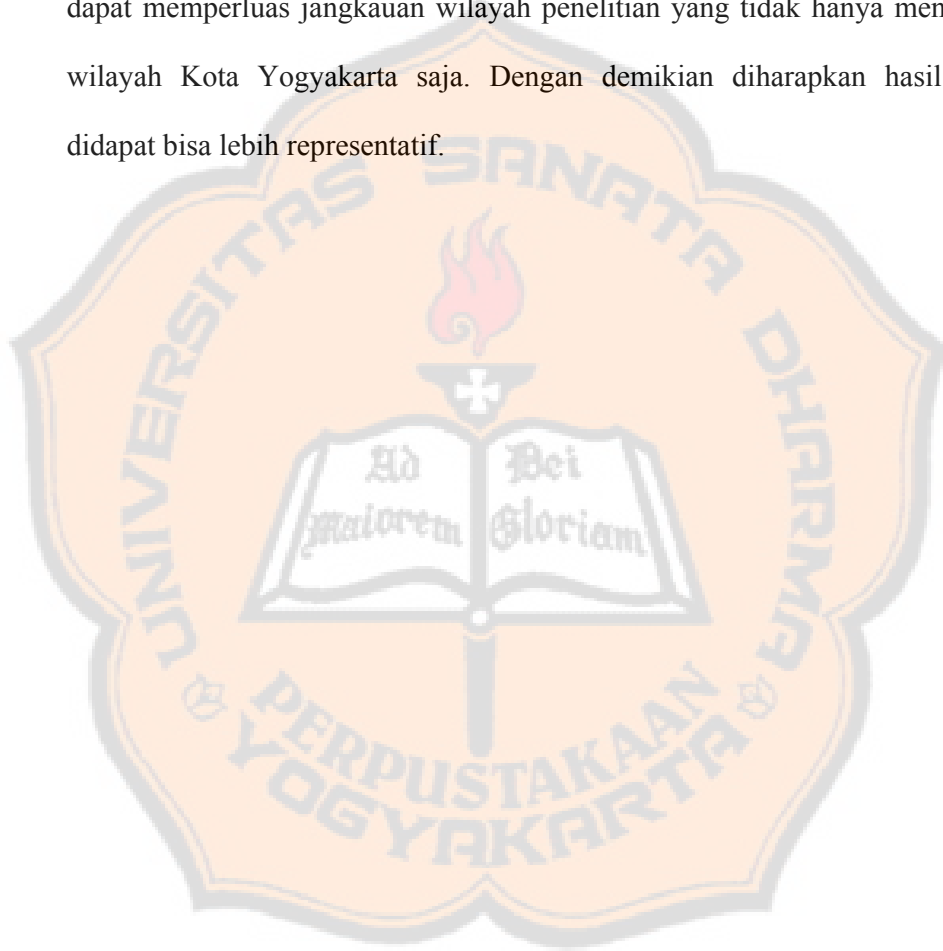 dapat memperluas jangkauan wilayah penelitian yang tidak hanya men
wilayah Kota Yogyakarta saja. Dengan demikian diharapkan hasil
didapat bisa lebih representatif.
UNIVERSITAS SANATA DHARMA
Ad Dei
Maiorem Gloriam
PERPUSTAKAAN
YOGYAKARTA